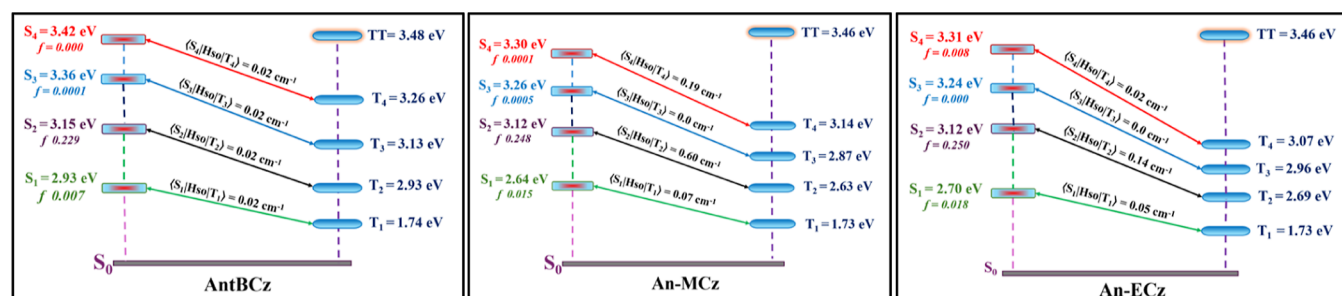 S₄ = 3.42 eV
f = 0.000
S₃ = 3.36 eV
f = 0.0001
S₂ = 3.15 eV
f 0.229
S₁ = 2.93 eV
f 0.007
S₀
⟨S₄|Hso|T₄⟩ = 0.02 cm⁻¹
⟨S₃|Hso|T₃⟩ = 0.02 cm⁻¹
⟨S₂|Hso|T₂⟩ = 0.02 cm⁻¹
⟨S₁|Hso|T₁⟩ = 0.02 cm⁻¹
TT = 3.48 eV
T₄ = 3.26 eV
T₃ = 3.13 eV
T₂ = 2.93 eV
T₁ = 1.74 eV
AntBCz
S₄ = 3.30 eV
f 0.0001
S₃ = 3.26 eV
f 0.0005
S₂ = 3.12 eV
f 0.248
S₁ = 2.64 eV
f 0.015
S₀
⟨S₄|Hso|T₄⟩ = 0.19 cm⁻¹
⟨S₃|Hso|T₃⟩ = 0.0 cm⁻¹
⟨S₂|Hso|T₂⟩ = 0.60 cm⁻¹
⟨S₁|Hso|T₁⟩ = 0.07 cm⁻¹
TT = 3.46 eV
T₄ = 3.14 eV
T₃ = 2.87 eV
T₂ = 2.63 eV
T₁ = 1.73 eV
An-MCz
S₄ = 3.31 eV
f = 0.008
S₃ = 3.24 eV
f = 0.000
S₂ = 3.12 eV
f = 0.250
S₁ = 2.70 eV
f = 0.018
S₀
⟨S₄|Hso|T₄⟩ = 0.02 cm⁻¹
⟨S₃|Hso|T₃⟩ = 0.0 cm⁻¹
⟨S₂|Hso|T₂⟩ = 0.14 cm⁻¹
⟨S₁|Hso|T₁⟩ = 0.05 cm⁻¹
TT = 3.46 eV
T₄ = 3.07 eV
T₃ = 2.96 eV
T₂ = 2.69 eV
T₁ = 1.73 eV
An-ECz